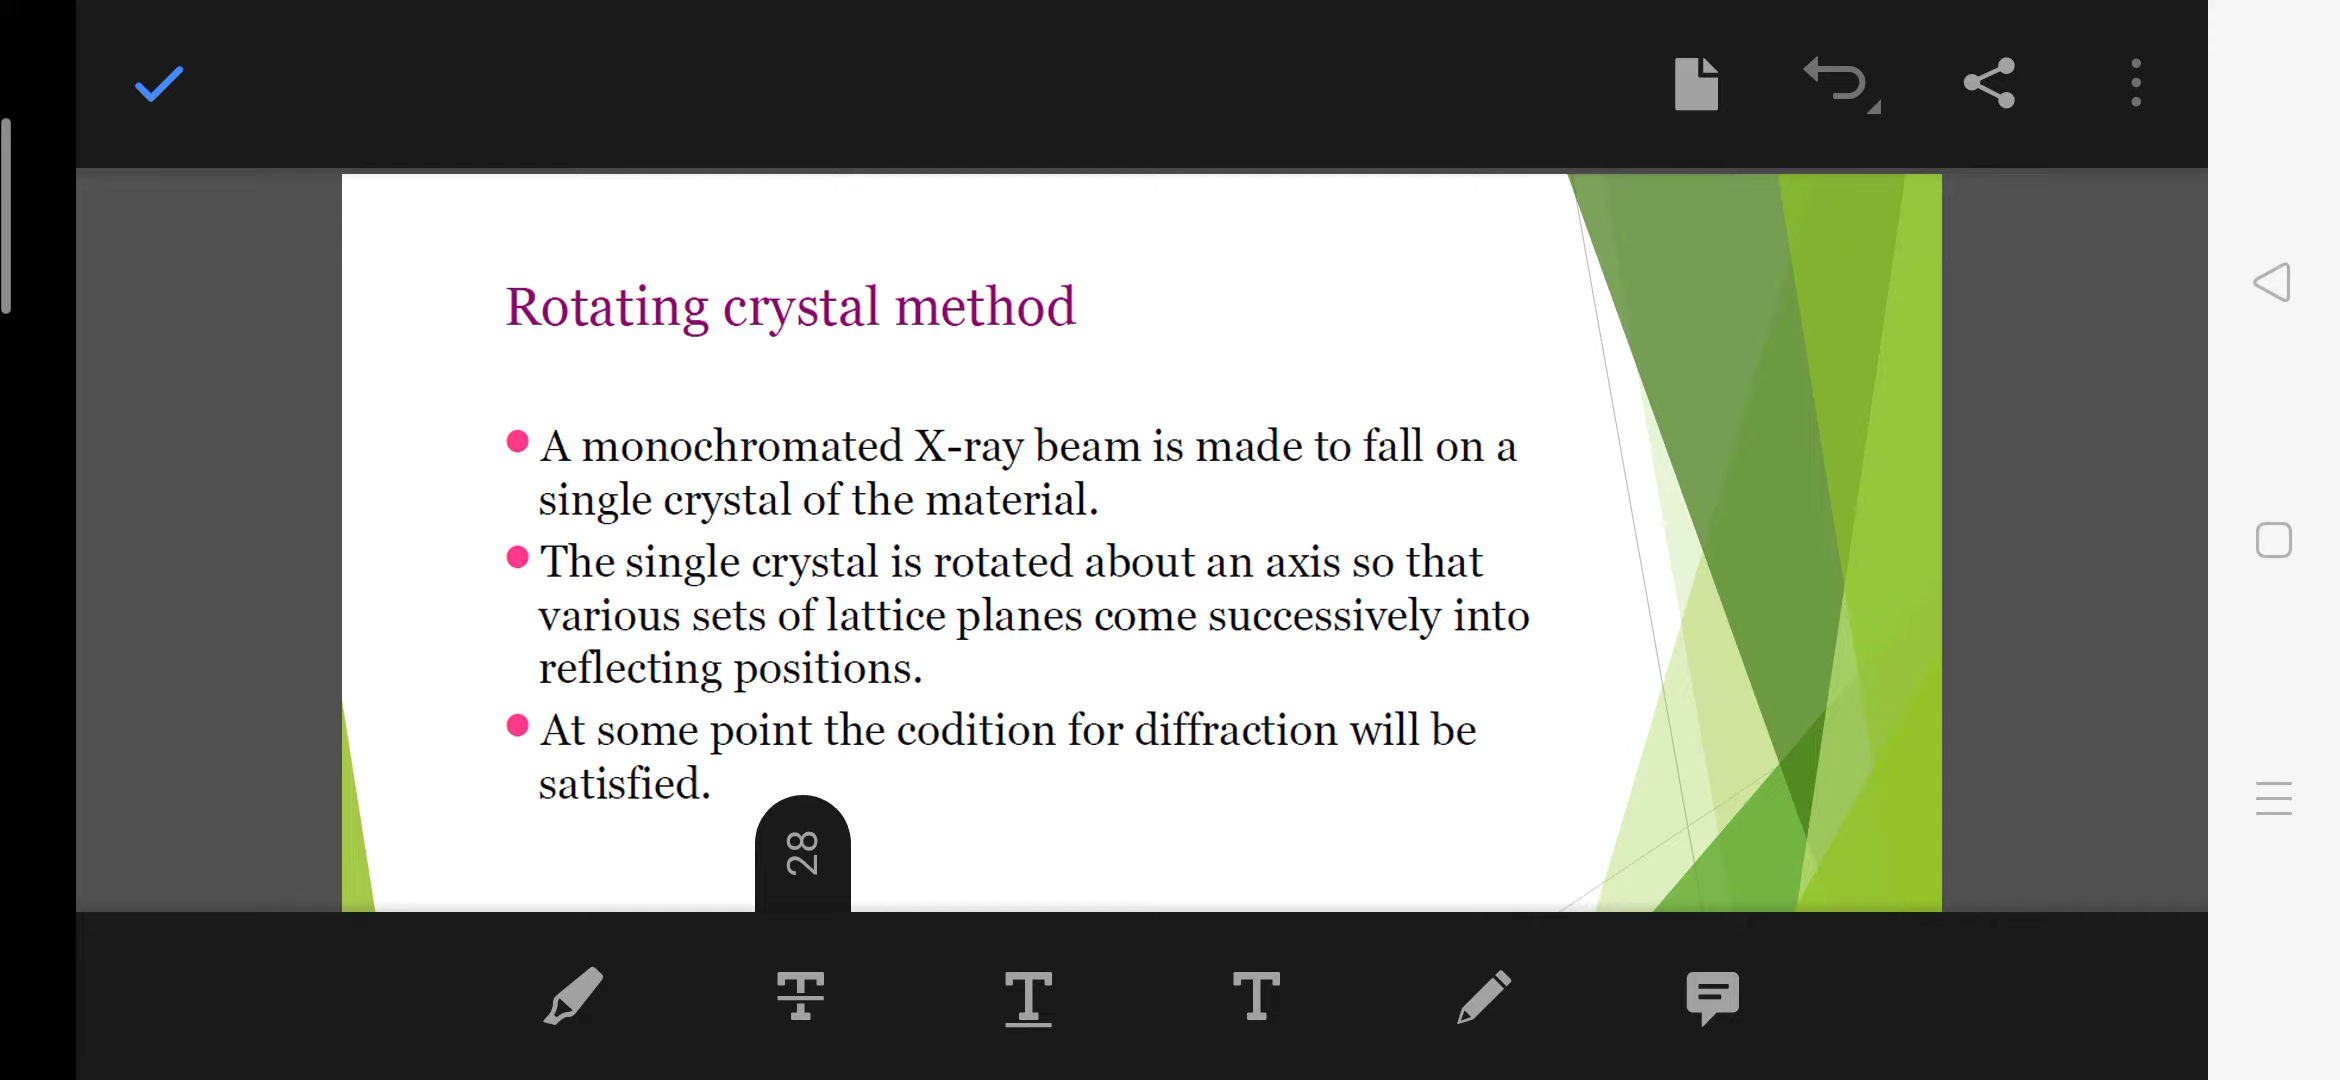 Rotating crystal method
A monochromated X-ray beam is made to fall on a
single crystal of the material.
The single crystal is rotated about an axis so that
various sets of lattice planes come successively into
reflecting positions.
At some point the codition for diffraction will be
satisfied.
28